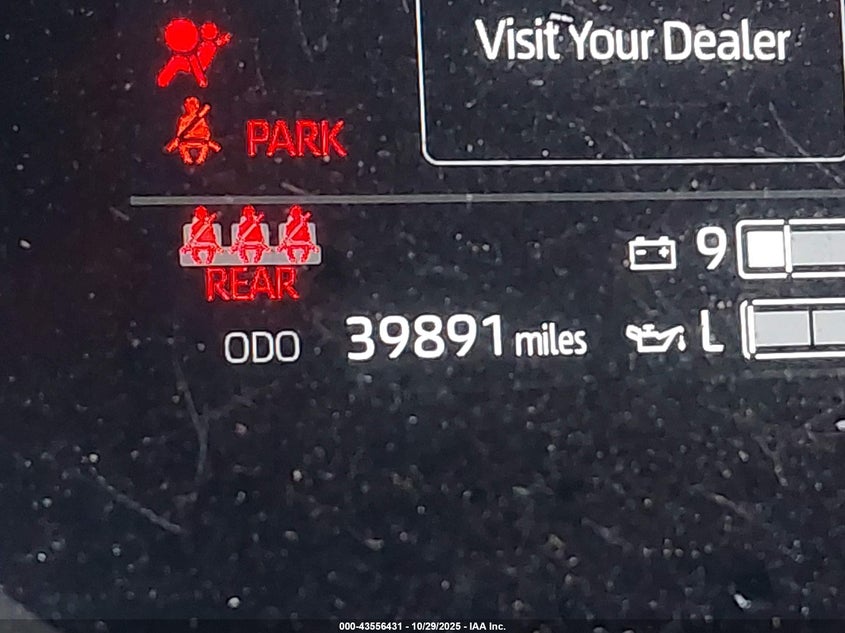 Visit Your Dealer
PARK
REAR
9
ODO 39891 miles
L
000-43556431 - 10/29/2025 - IAA Inc.